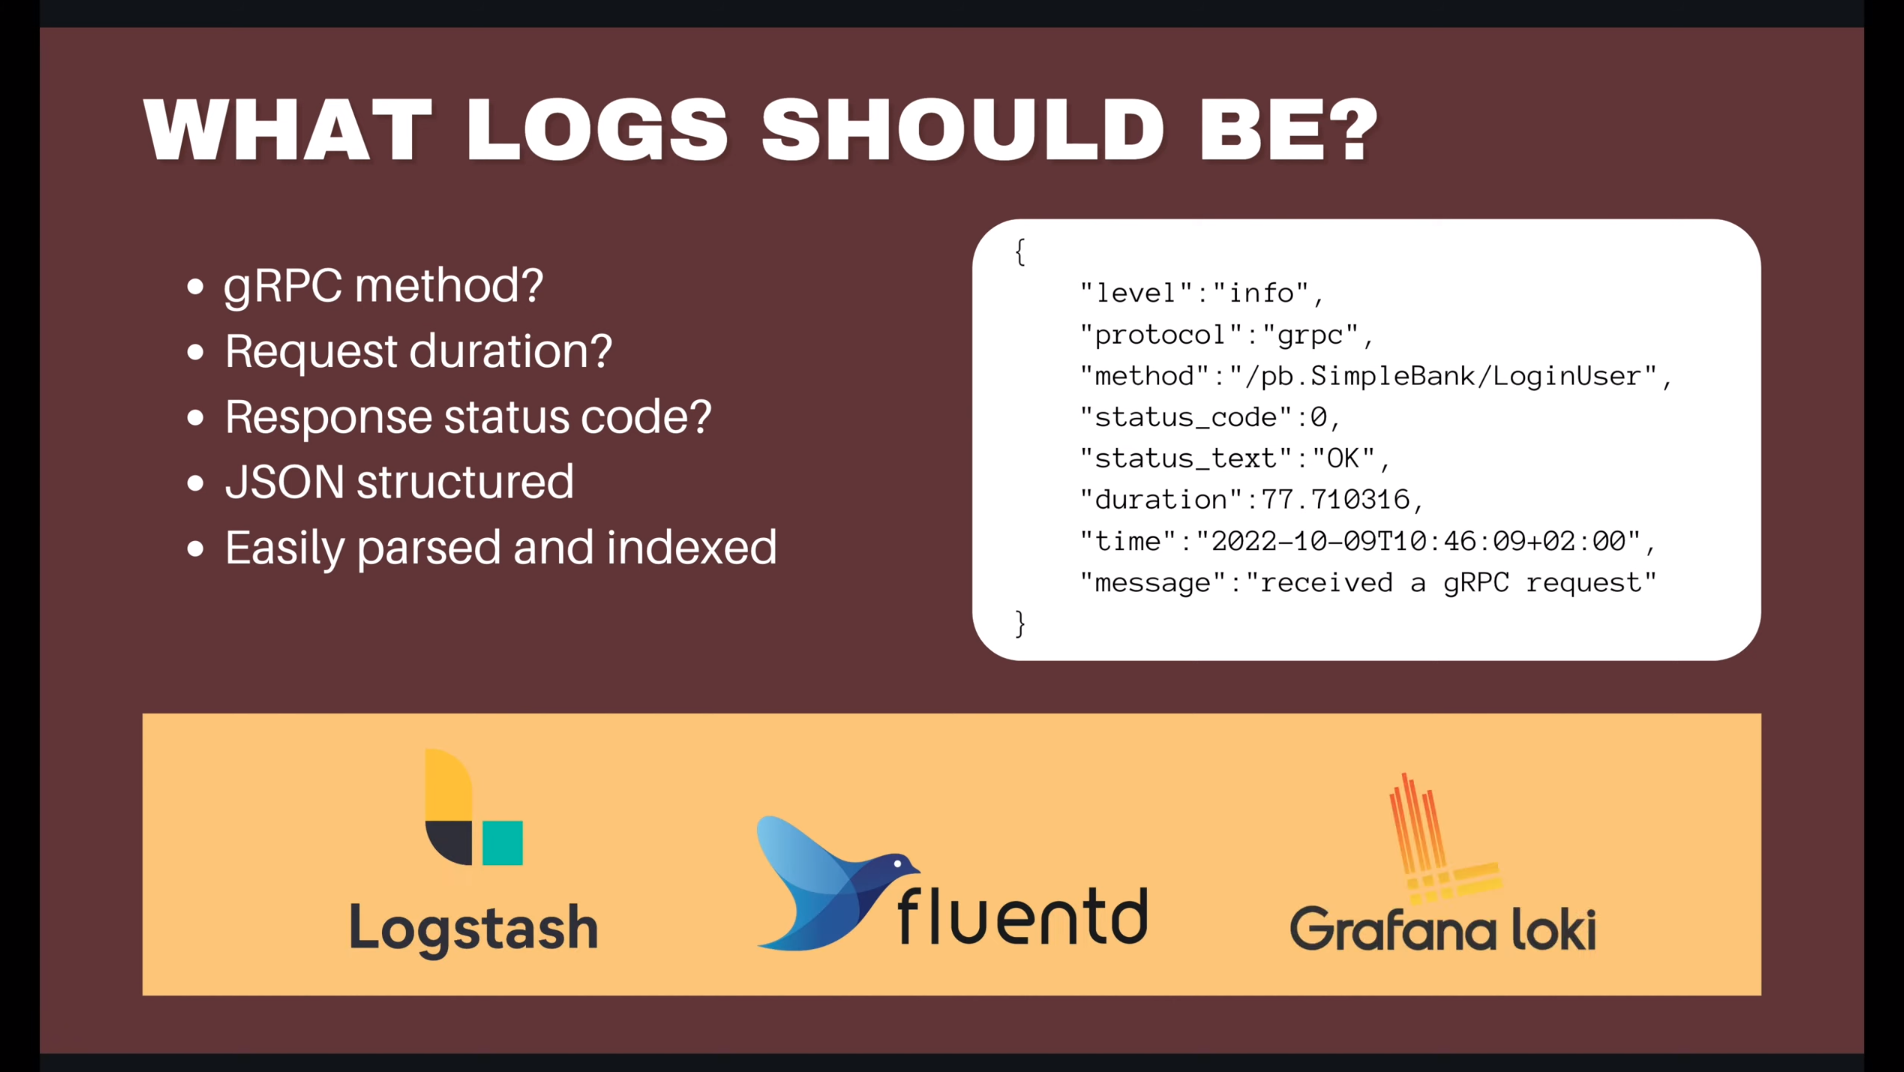 WHAT LOGS SHOULD BE?
• gRPC method?
• Request duration?
• Response status code?
• JSON structured
• Easily parsed and indexed
{
"level":"info",
"protocol":"grpc",
"method":"/pb.SimpleBank/LoginUser",
"status_code":0,
"status_text":"OK",
"duration":77.710316,
"time":"2022-10-09T10:46:09+02:00",
"message":"received a gRPC request"
}
Logstash
fluentd
Grafana loki